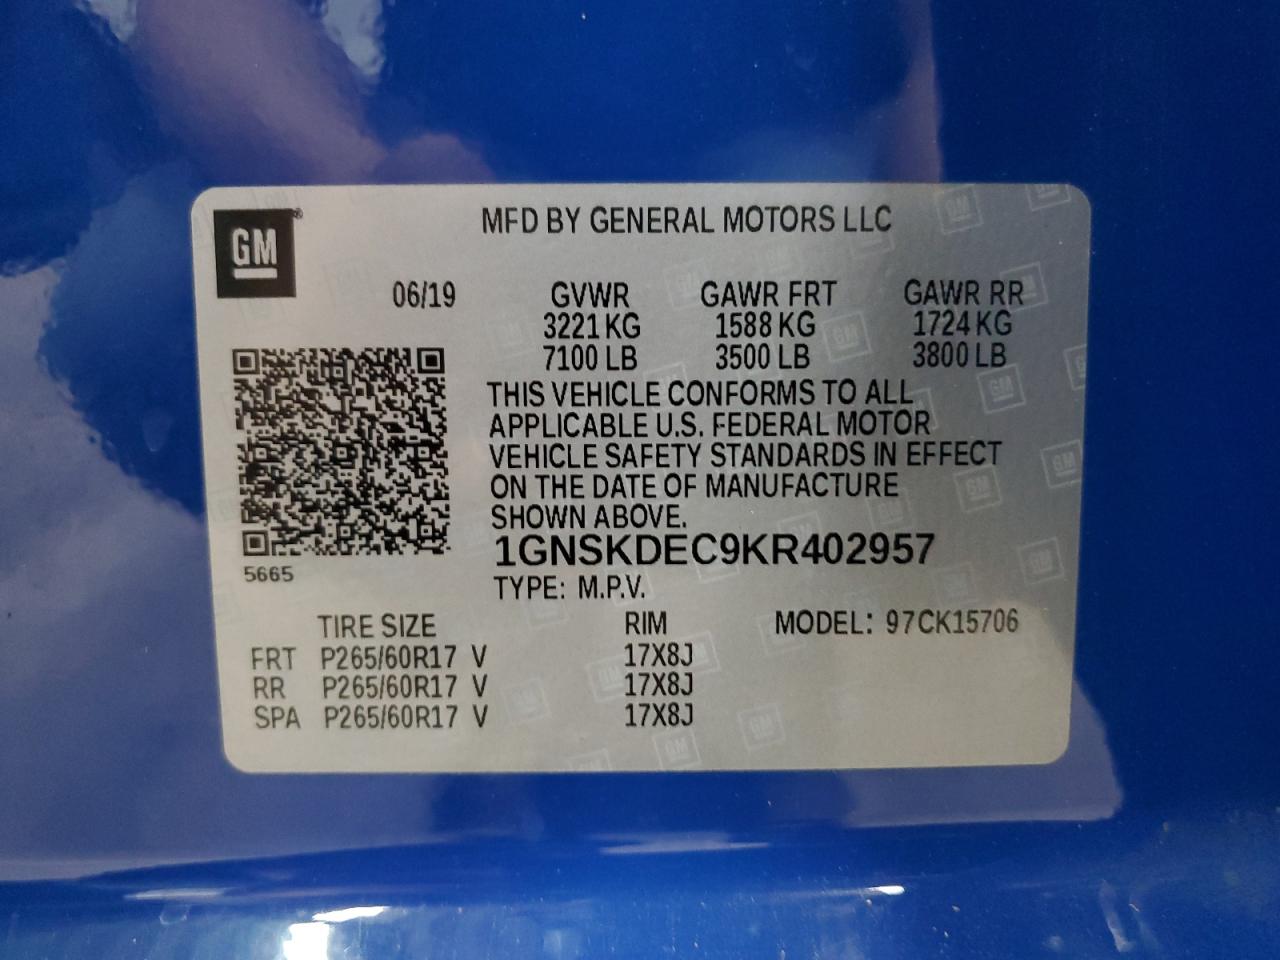 GM®
MFD BY GENERAL MOTORS LLC
06/19 GVWR GAWR FRT GAWR RR
3221 KG 1588 KG 1724 KG
7100 LB 3500 LB 3800 LB
THIS VEHICLE CONFORMS TO ALL
APPLICABLE U.S. FEDERAL MOTOR
VEHICLE SAFETY STANDARDS IN EFFECT
ON THE DATE OF MANUFACTURE
SHOWN ABOVE.
1GNSKDEC9KR402957
5665
TYPE: M.P.V.
TIRE SIZE RIM MODEL: 97CK15706
FRT P265/60R17 V 17X8J
RR P265/60R17 V 17X8J
SPA P265/60R17 V 17X8J